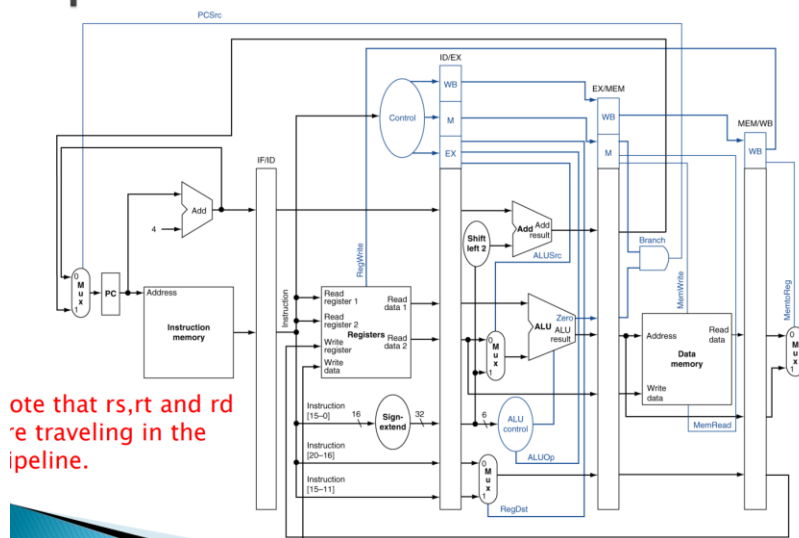 PCSrc
ID/EX
WB
EX/MEM
Control
M
WB
MEM/WB
EX
M
WB
IF/ID
Add
4
Shift
left 2
Add
Add
result
ALUSrc
Branch
RegWrite
MemWrite
MemtoReg
0
M
u
x
1
PC
Address
Instruction
memory
Instruction
Read
register 1
Read
data 1
Read
register 2
Registers
Read
data 2
Write
register
Write
data
0
M
u
x
1
Zero
ALU
ALU
result
Address
Read
data
Data
memory
Write
data
MemRead
0
M
u
x
1
ote that rs,rt and rd
re traveling in the
ipeline.
Instruction
[15–0]
16
Sign-
extend
32
6
ALU
control
ALUOp
Instruction
[20–16]
Instruction
[15–11]
0
M
u
x
1
RegDst